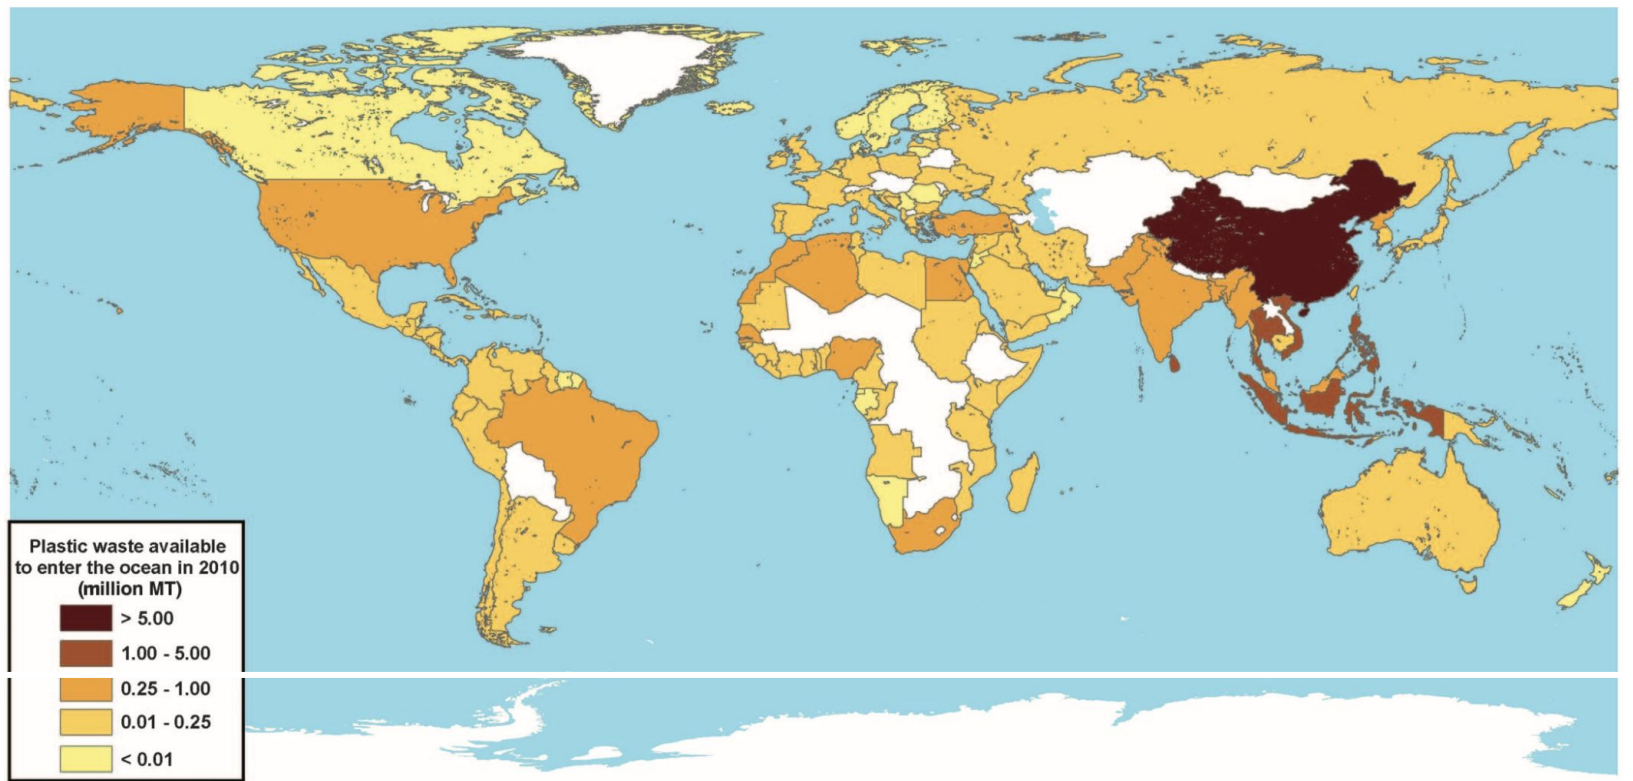 Plastic waste available
to enter the ocean in 2010
(million MT)
> 5.00
1.00 - 5.00
0.25 - 1.00
0.01 - 0.25
< 0.01